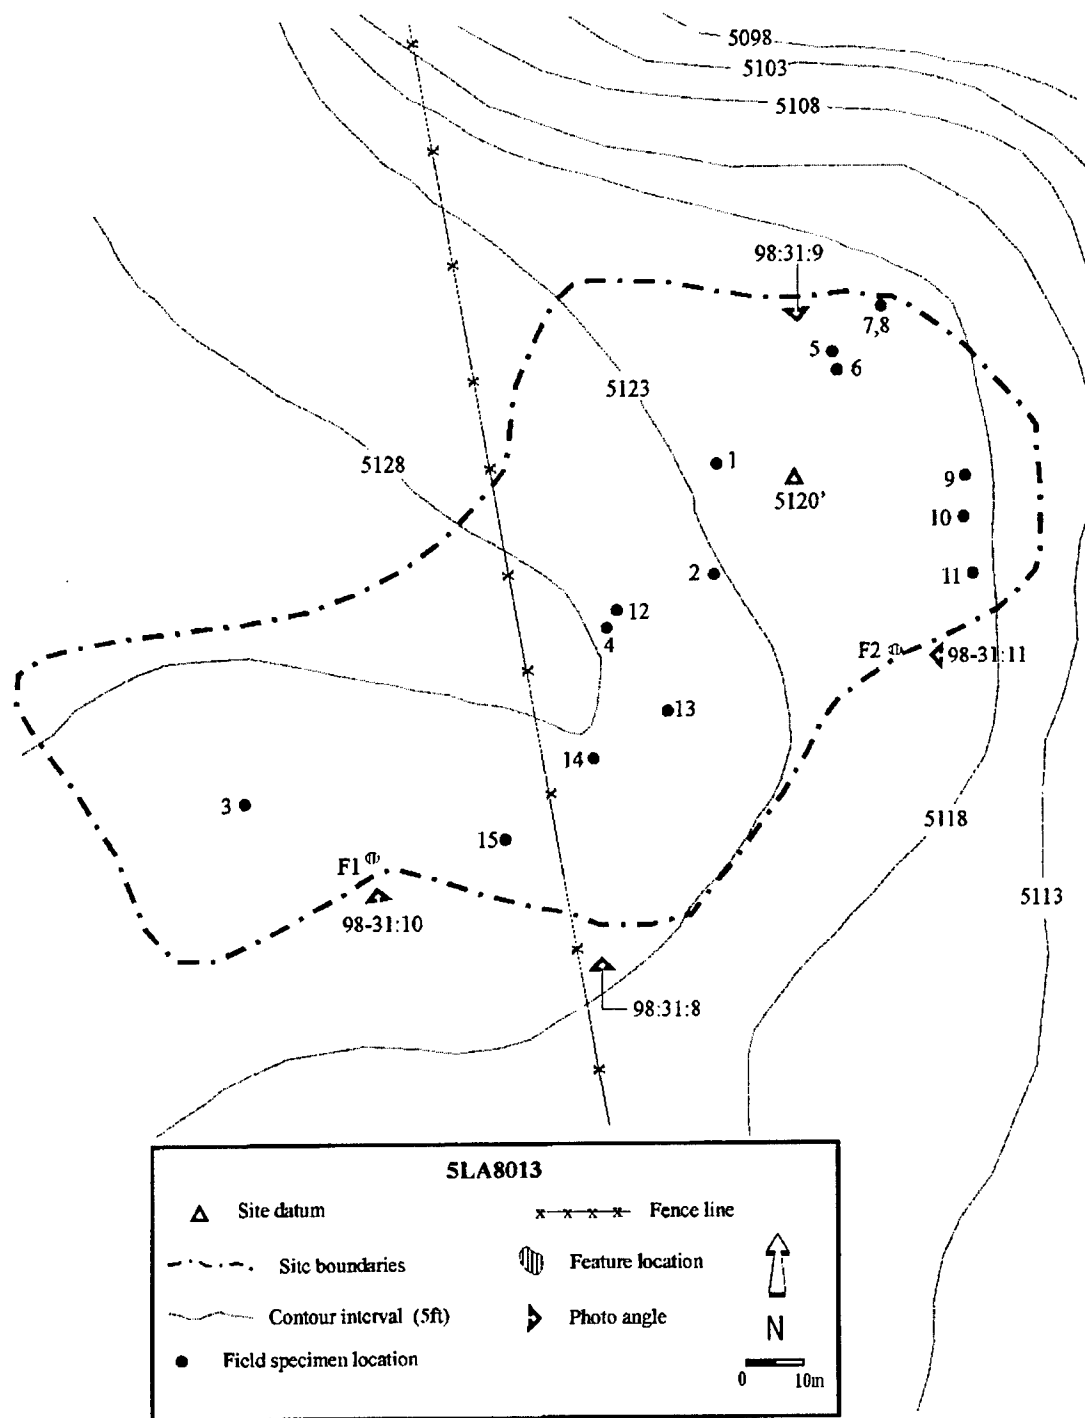 5098
5103
5108
98:31:9
7,8
5
6
5123
5128
1
5120'
9
10
2
11
12
4
F2
98-31:11
13
14
3
5118
15
F1
5113
98-31:10
98:31:8
5LA8013
Site datum
x x x x Fence line
Site boundaries
Feature location
Contour interval (5ft)
Photo angle
N
Field specimen location
0 10m